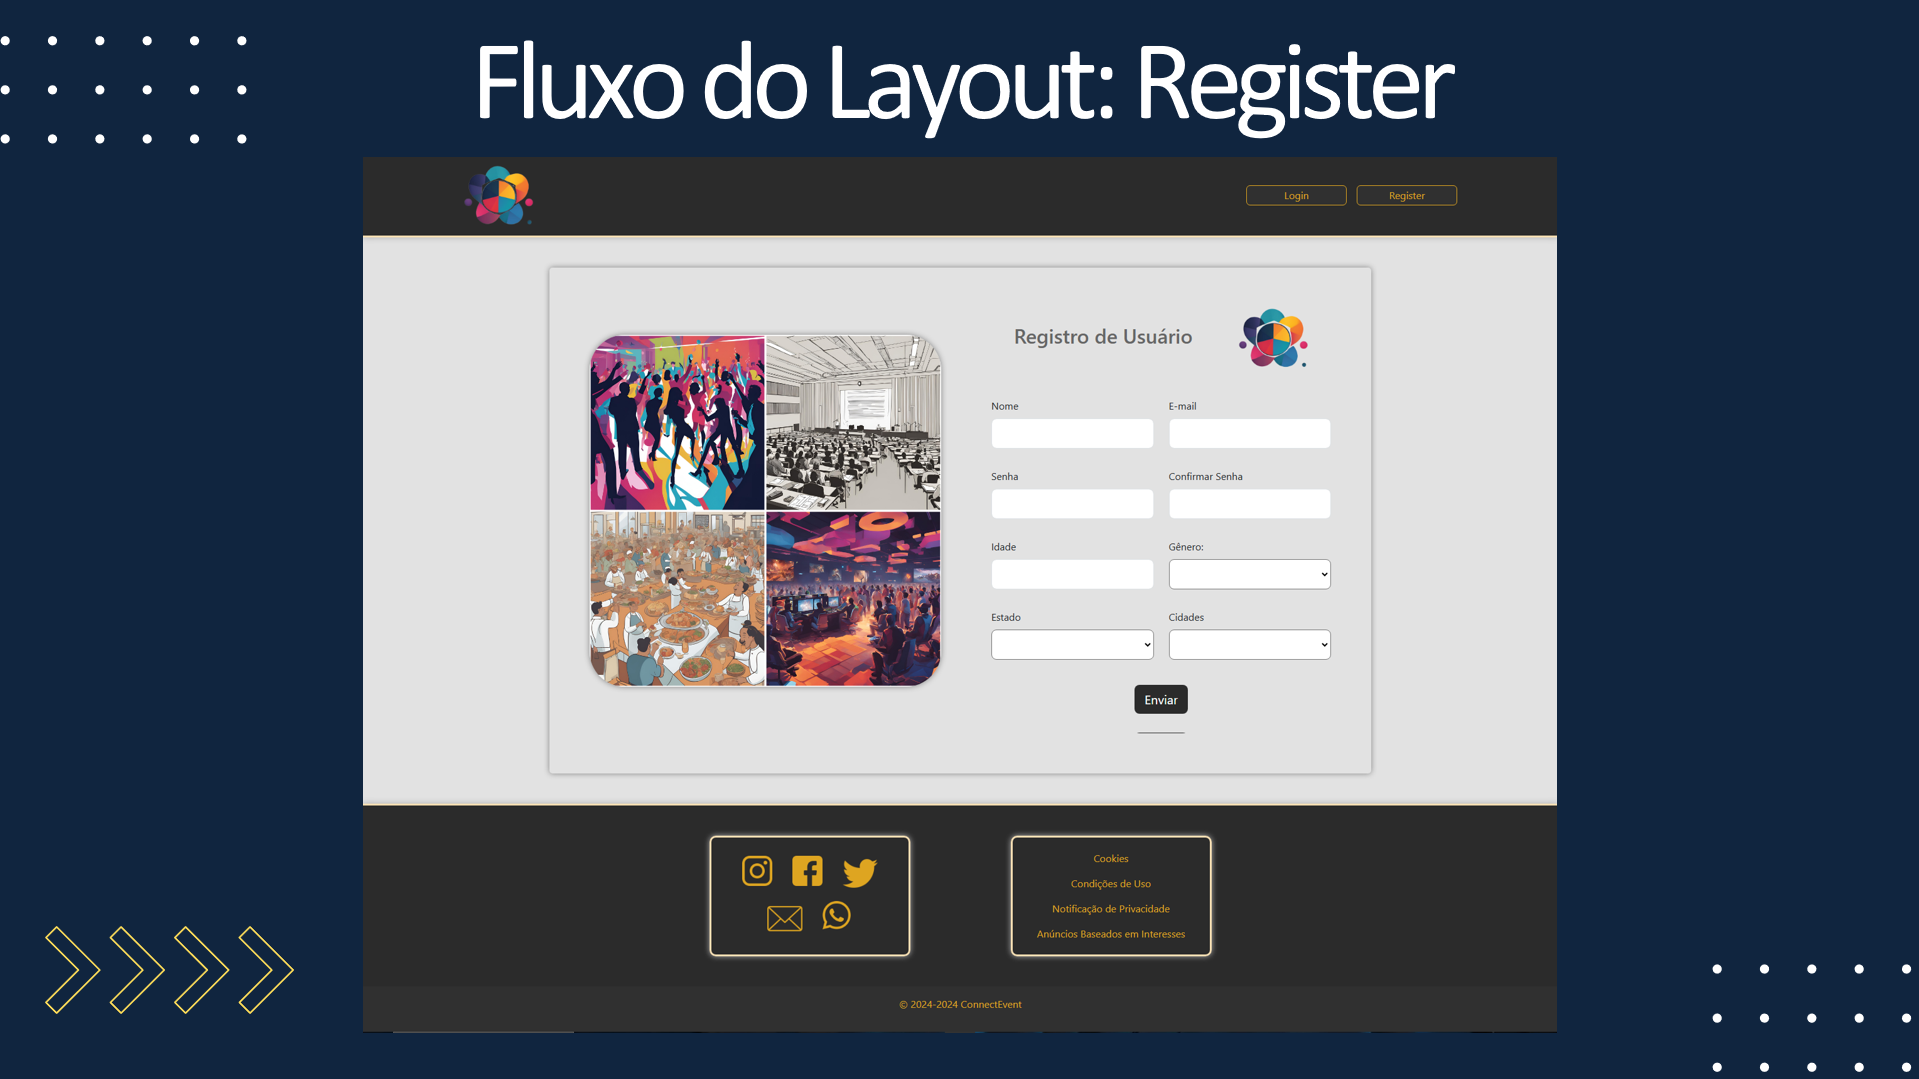 Fluxo do Layout: Register
Login
Register
Registro de Usuário
Nome
E-mail
Senha
Confirmar Senha
Idade
Gênero:
Estado
Cidades
Enviar
Cookies
Condições de Uso
Notificação de Privacidade
Anúncios Baseados em Interesses
© 2024-2024 ConnectEvent